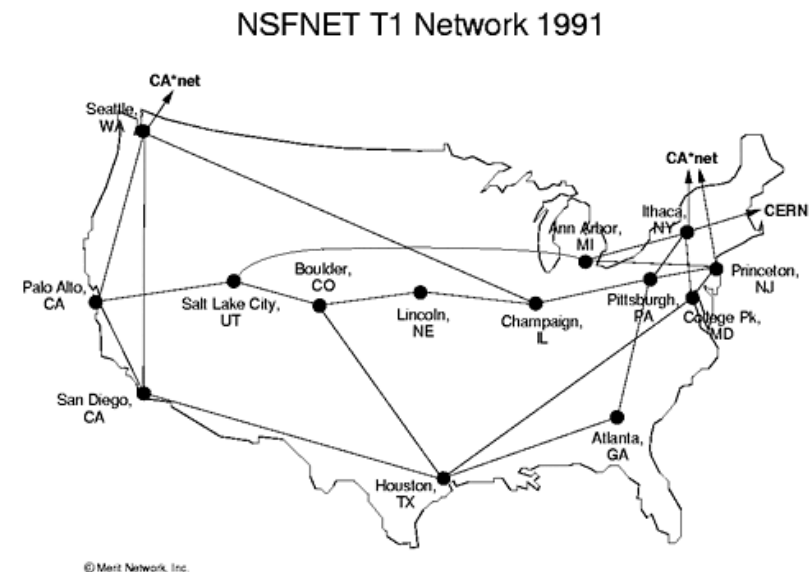 NSFNET T1 Network 1991
CA*net
Seattle,
WA
CA*net
Ithaca,
NY
CERN
Ann Arbor,
MI
Boulder,
CO
Palo Alto,
CA
Salt Lake City,
UT
Lincoln,
NE
Champaign,
IL
Pittsburgh,
PA
Princeton,
NJ
College Pk,
MD
San Diego,
CA
Atlanta,
GA
Houston,
TX
© Merit Network, Inc.